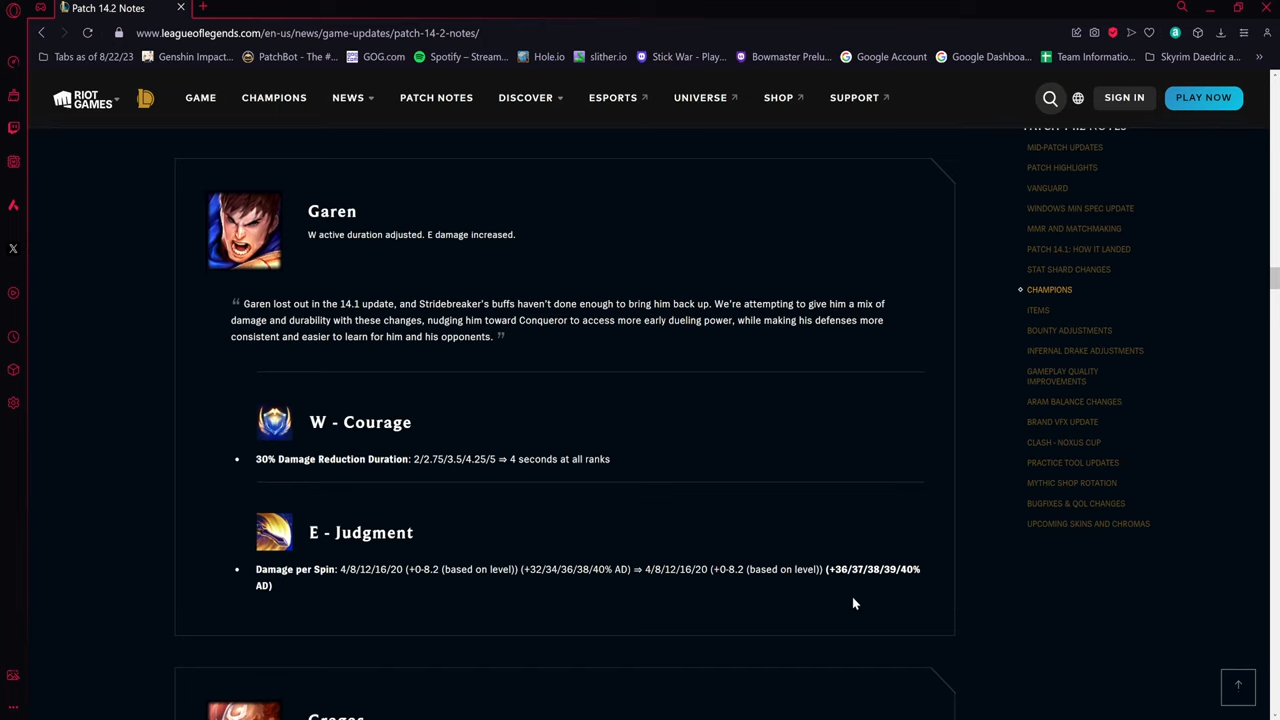 Patch 14.2 Notes
www.leagueoflegends.com/en-us/news/game-updates/patch-14-2-notes/
Tabs as of 8/22/23 Genshin Impact... PatchBot - The #... GOG.com Spotify – Stream... Hole.io slither.io Stick War - Play... Bowmaster Prelu... Google Account Google Dashboa... Team Informatio... Skyrim Daedric a...
RIOT GAMES GAME CHAMPIONS NEWS PATCH NOTES DISCOVER ESPORTS UNIVERSE SHOP SUPPORT SIGN IN PLAY NOW
Garen
W active duration adjusted. E damage increased.
“ Garen lost out in the 14.1 update, and Stridebreaker's buffs haven't done enough to bring him back up. We're attempting to give him a mix of
damage and durability with these changes, nudging him toward Conqueror to access more early dueling power, while making his defenses more
consistent and easier to learn for him and his opponents. ”
W - Courage
• 30% Damage Reduction Duration: 2/2.75/3.5/4.25/5 ⇒ 4 seconds at all ranks
E - Judgment
• Damage per Spin: 4/8/12/16/20 (+0-8.2 (based on level)) (+32/34/36/38/40% AD) ⇒ 4/8/12/16/20 (+0-8.2 (based on level)) (+36/37/38/39/40%
AD)
PATCH 14.2 NOTES
MID-PATCH UPDATES
PATCH HIGHLIGHTS
VANGUARD
WINDOWS MIN SPEC UPDATE
MMR AND MATCHMAKING
PATCH 14.1: HOW IT LANDED
STAT SHARD CHANGES
CHAMPIONS
ITEMS
BOUNTY ADJUSTMENTS
INFERNAL DRAKE ADJUSTMENTS
GAMEPLAY QUALITY
IMPROVEMENTS
ARAM BALANCE CHANGES
BRAND VFX UPDATE
CLASH - NOXUS CUP
PRACTICE TOOL UPDATES
MYTHIC SHOP ROTATION
BUGFIXES & QOL CHANGES
UPCOMING SKINS AND CHROMAS
Gragas